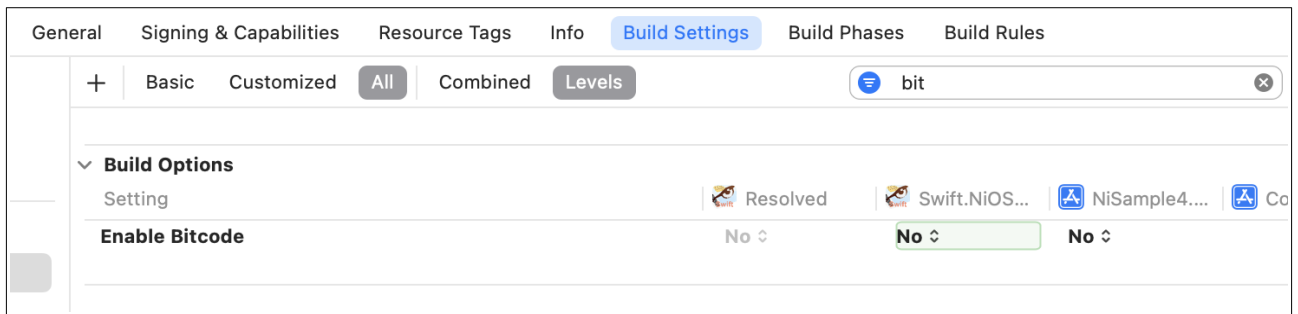 General Signing & Capabilities Resource Tags Info Build Settings Build Phases Build Rules
+ Basic Customized All Combined Levels bit
Build Options
Setting Resolved Swift.NiOS... NiSample4.... Co
Enable Bitcode No No No